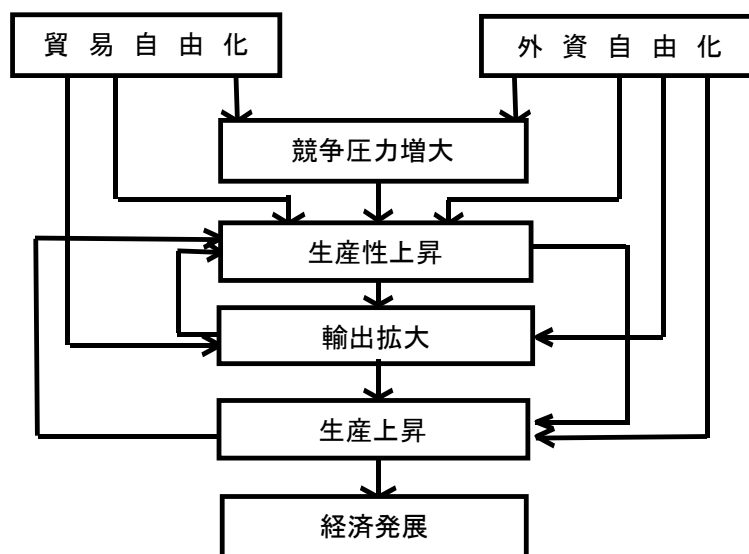 貿易自由化
外資自由化
競争圧力増大
生産性上昇
輸出拡大
生産上昇
経済発展